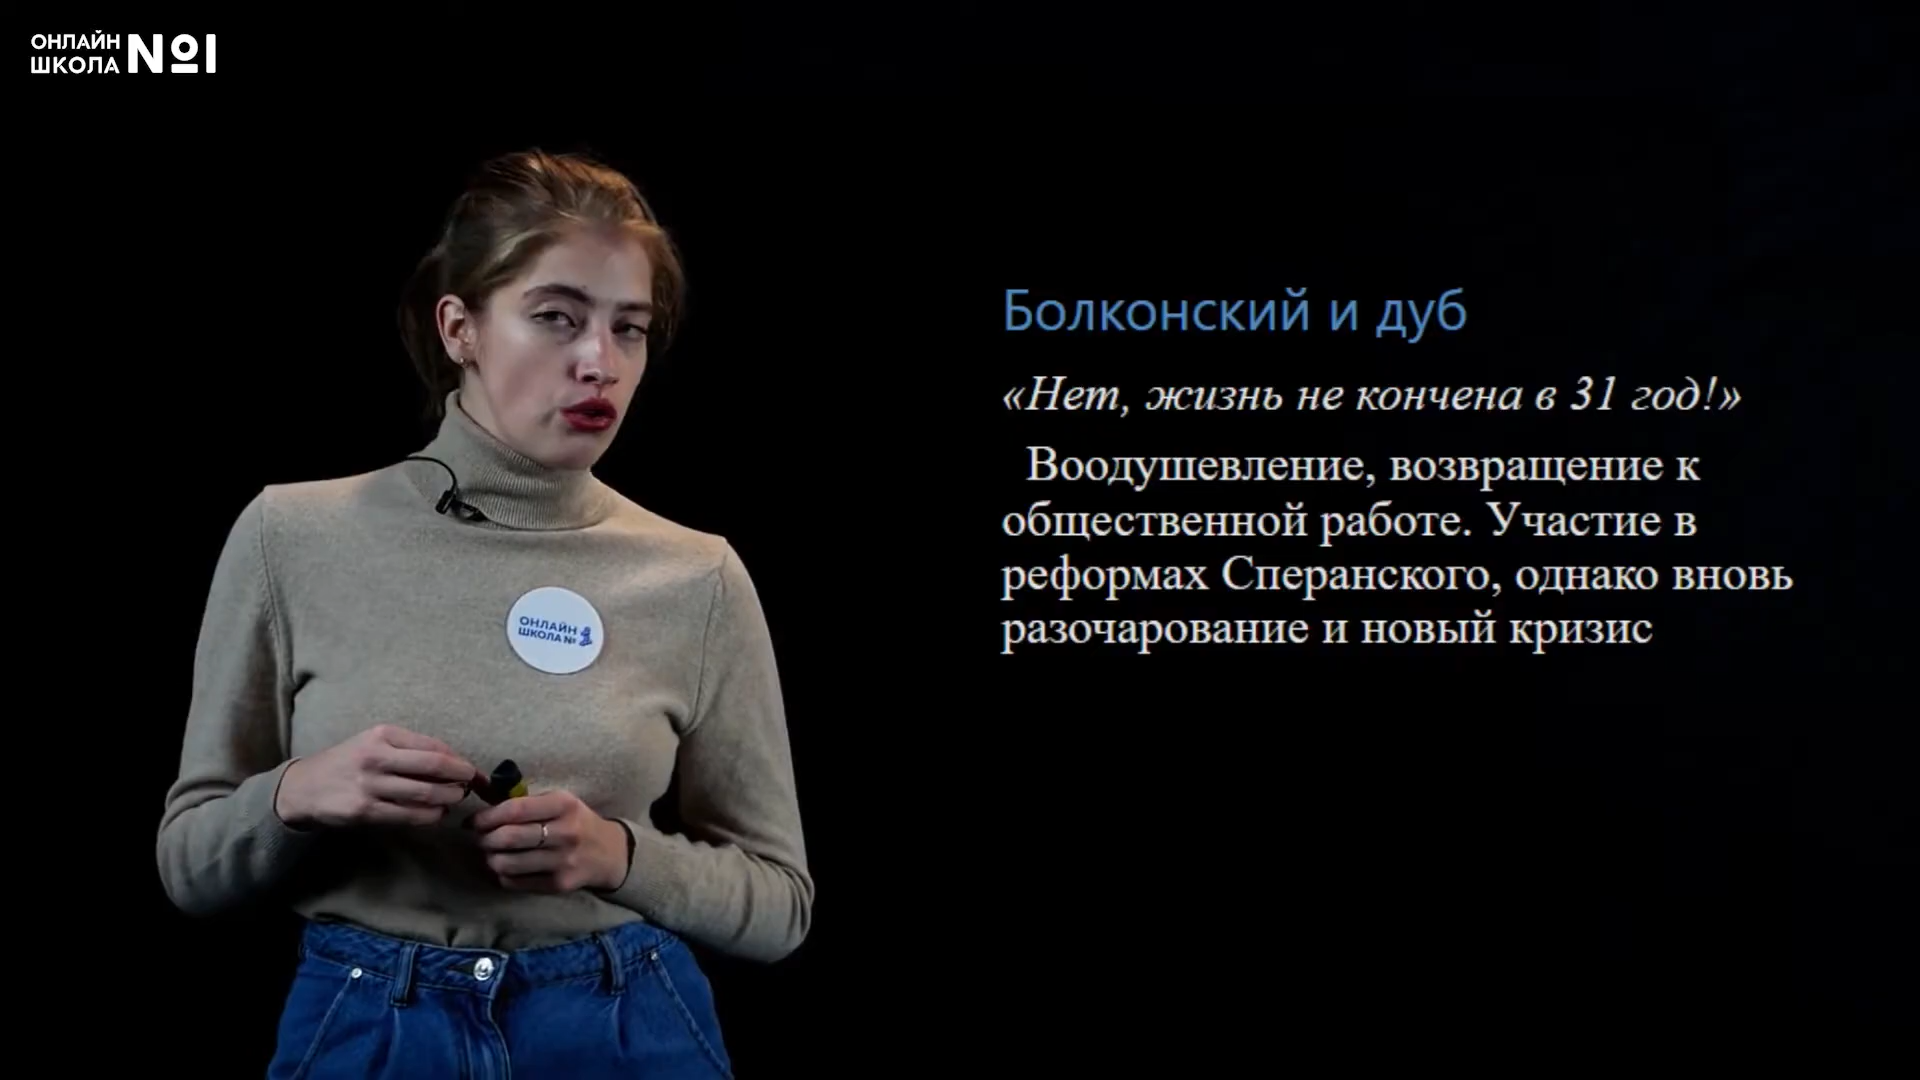 ОНЛАЙН
ШКОЛА №1
Болконский и дуб
«Нет, жизнь не кончена в 31 год!»
Воодушевление, возвращение к
общественной работе. Участие в
реформах Сперанского, однако вновь
разочарование и новый кризис
ОНЛАЙН
ШКОЛА №1